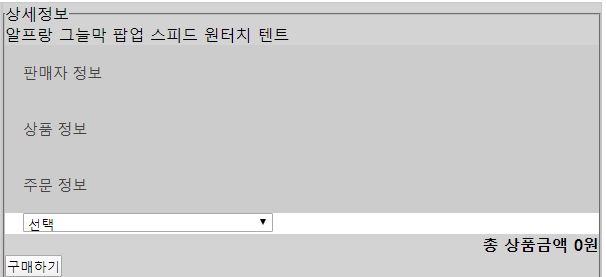 상세정보
알프랑 그늘막 팝업 스피드 원터치 텐트
판매자 정보
상품 정보
주문 정보
선택
총 상품금액 0원
구매하기